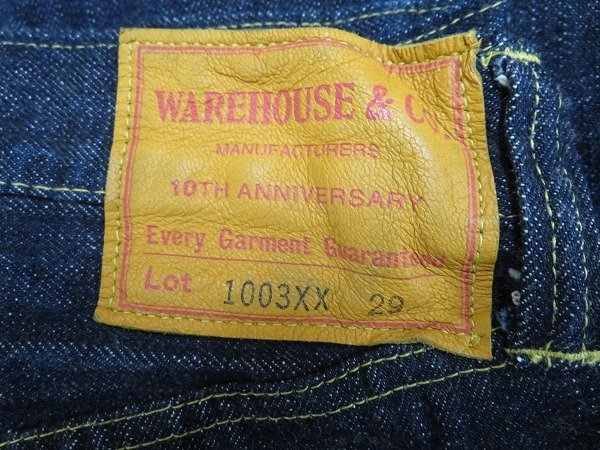 WAREHOUSE & Co.
MANUFACTURERS
10TH ANNIVERSARY
Every Garment Guaranteed
Lot 1003XX 29